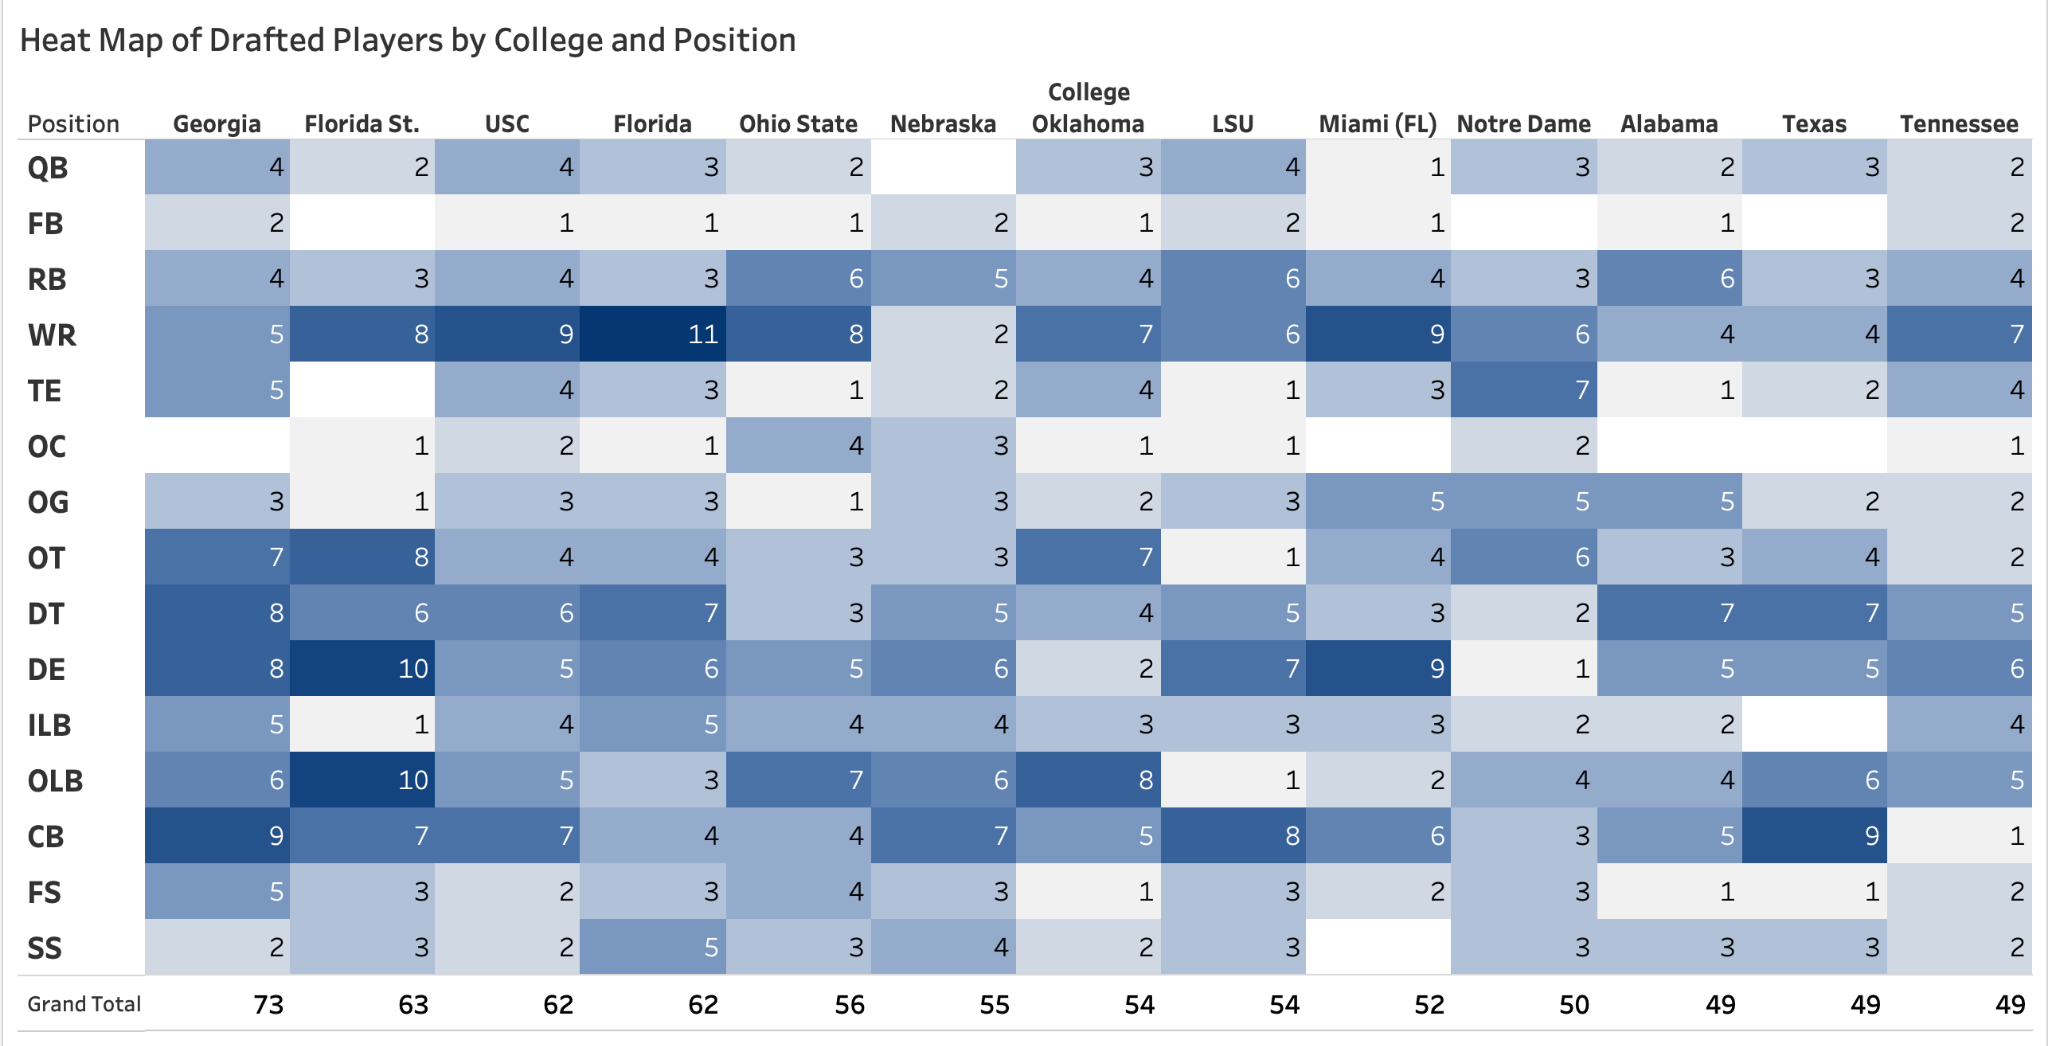 Heat Map of Drafted Players by College and Position
College
Position Georgia Florida St. USC Florida Ohio State Nebraska Oklahoma LSU Miami (FL) Notre Dame Alabama Texas Tennessee
QB 4 2 4 3 2 3 4 1 3 2 3 2
FB 2 1 1 1 2 1 2 1 1 2
RB 4 3 4 3 6 5 4 6 4 3 6 3 4
WR 5 8 9 11 8 2 7 6 9 6 4 4 7
TE 5 4 3 1 2 4 1 3 7 1 2 4
OC 1 2 1 4 3 1 1 2 1
OG 3 1 3 3 1 3 2 3 5 5 5 2 2
OT 7 8 4 4 3 3 7 1 4 6 3 4 2
DT 8 6 6 7 3 5 4 5 3 2 7 7 5
DE 8 10 5 6 5 6 2 7 9 1 5 5 6
ILB 5 1 4 5 4 4 3 3 3 2 2 4
OLB 6 10 5 3 7 6 8 1 2 4 4 6 5
CB 9 7 7 4 4 7 5 8 6 3 5 9 1
FS 5 3 2 3 4 3 1 3 2 3 1 1 2
SS 2 3 2 5 3 4 2 3 3 3 3 2
Grand Total 73 63 62 62 56 55 54 54 52 50 49 49 49